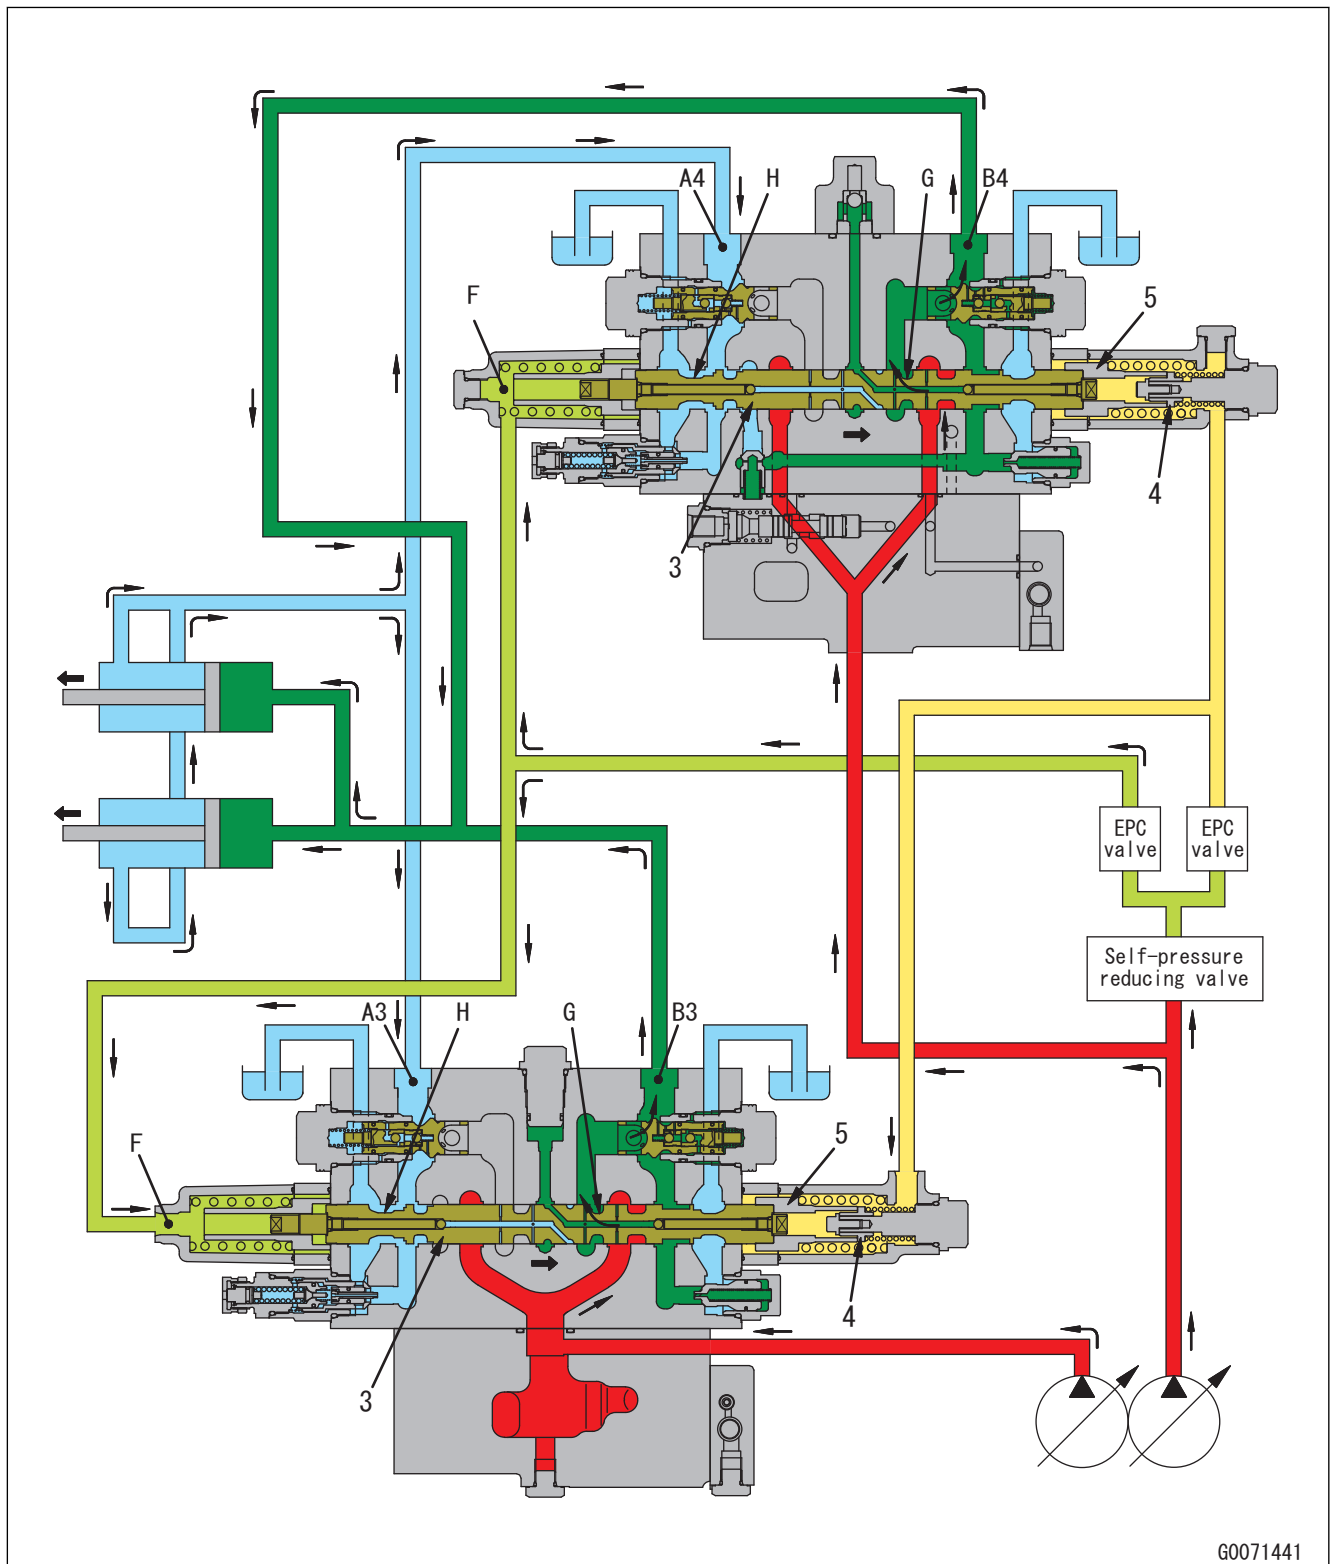 A4
H
G
B4
F
5
4
3
EPC
valve
EPC
valve
Self-pressure
reducing valve
A3
H
G
B3
F
5
4
3
G0071441